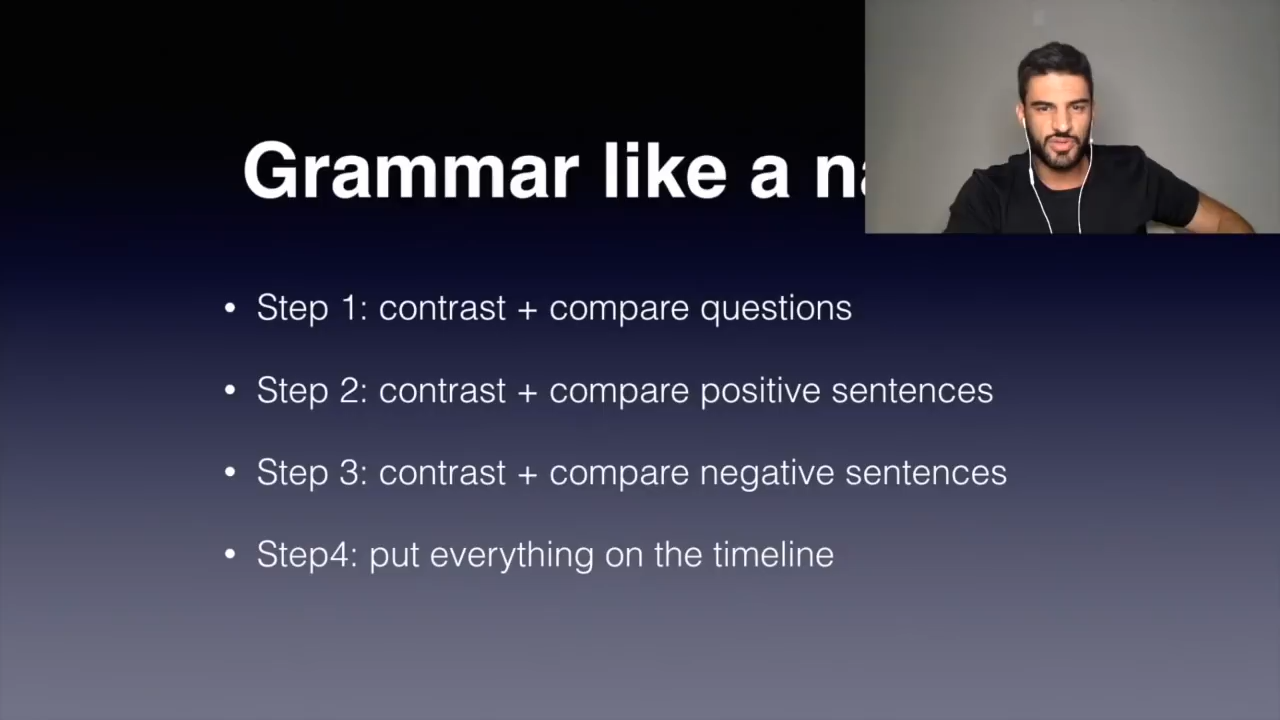 Grammar like a
• Step 1: contrast + compare questions
• Step 2: contrast + compare positive sentences
• Step 3: contrast + compare negative sentences
• Step4: put everything on the timeline